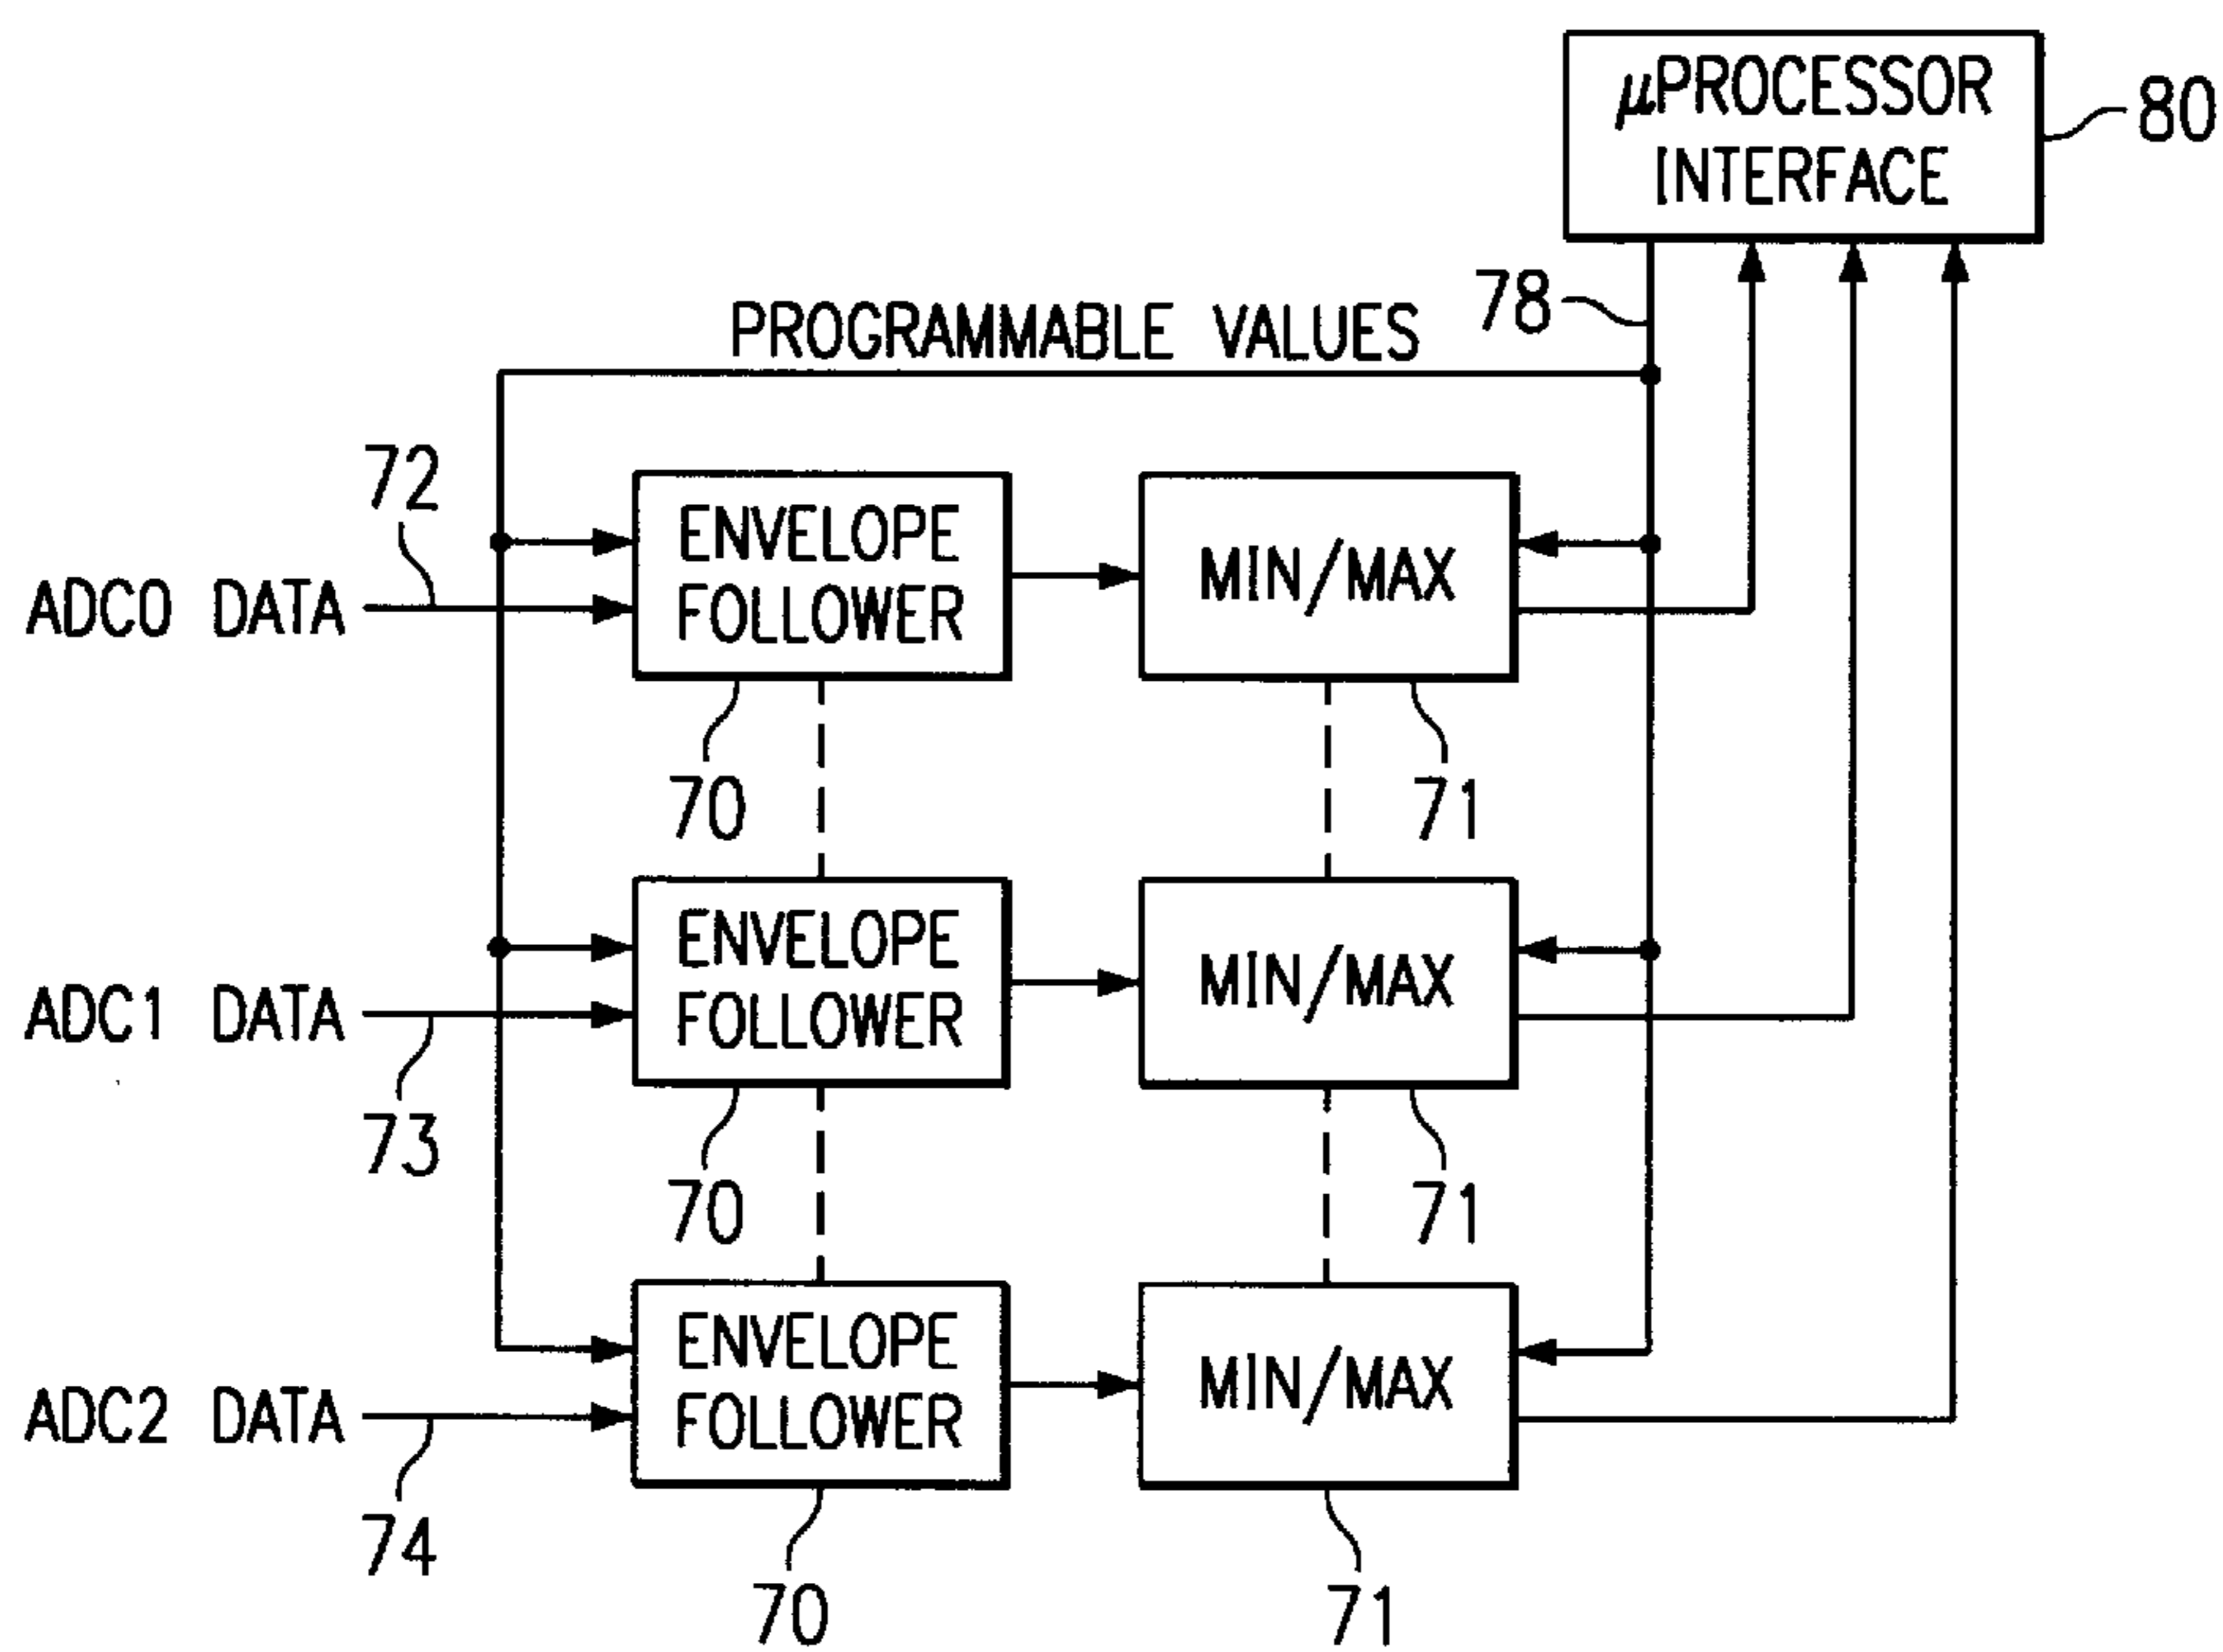 μPROCESSOR
INTERFACE
80
78
PROGRAMMABLE VALUES
72
ENVELOPE
FOLLOWER
MIN/MAX
ADC0 DATA
70
71
ENVELOPE
FOLLOWER
MIN/MAX
ADC1 DATA
73
70
71
ENVELOPE
FOLLOWER
MIN/MAX
ADC2 DATA
74
70
71